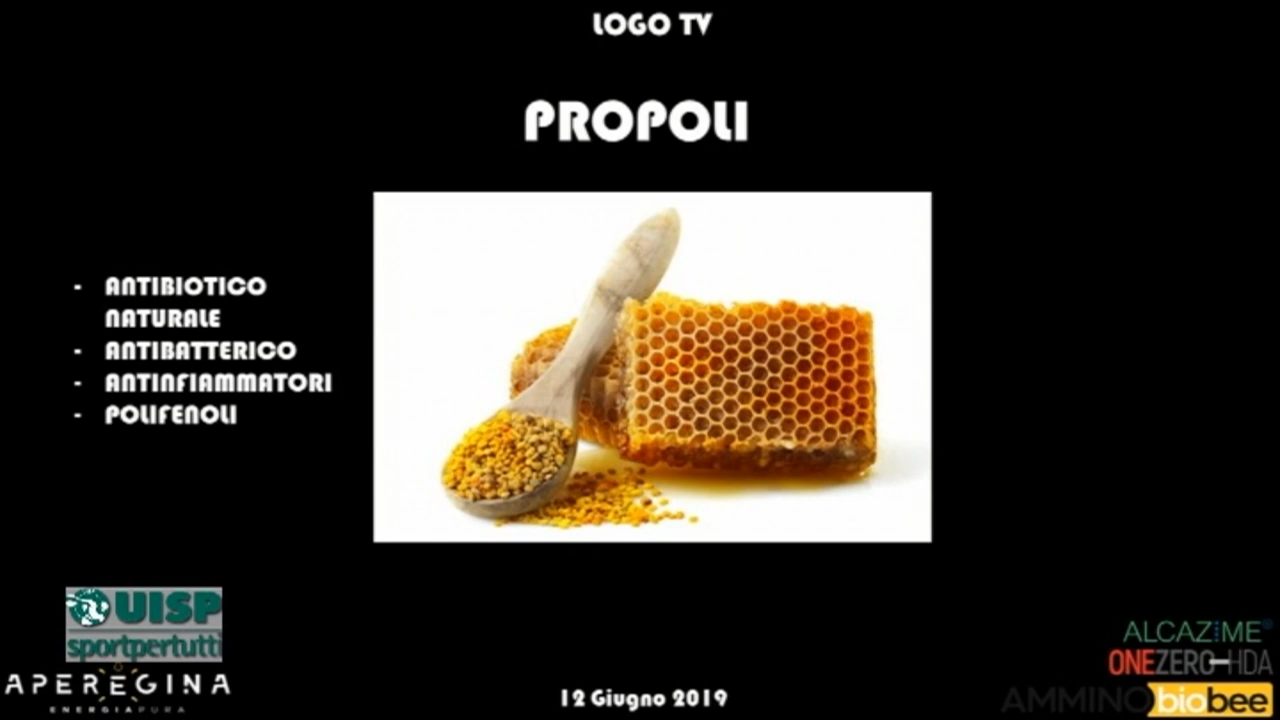 LOGO TV
PROPOLI
- ANTIBIOTICO
NATURALE
- ANTIBATTERICO
- ANTINFIAMMATORI
- POLIFENOLI
UISP
sportpertutti
APEREGINA
ENERGIAPURA
12 Giugno 2019
ALCAZIME®
ONEZERO-HDA
AMMINO biobee